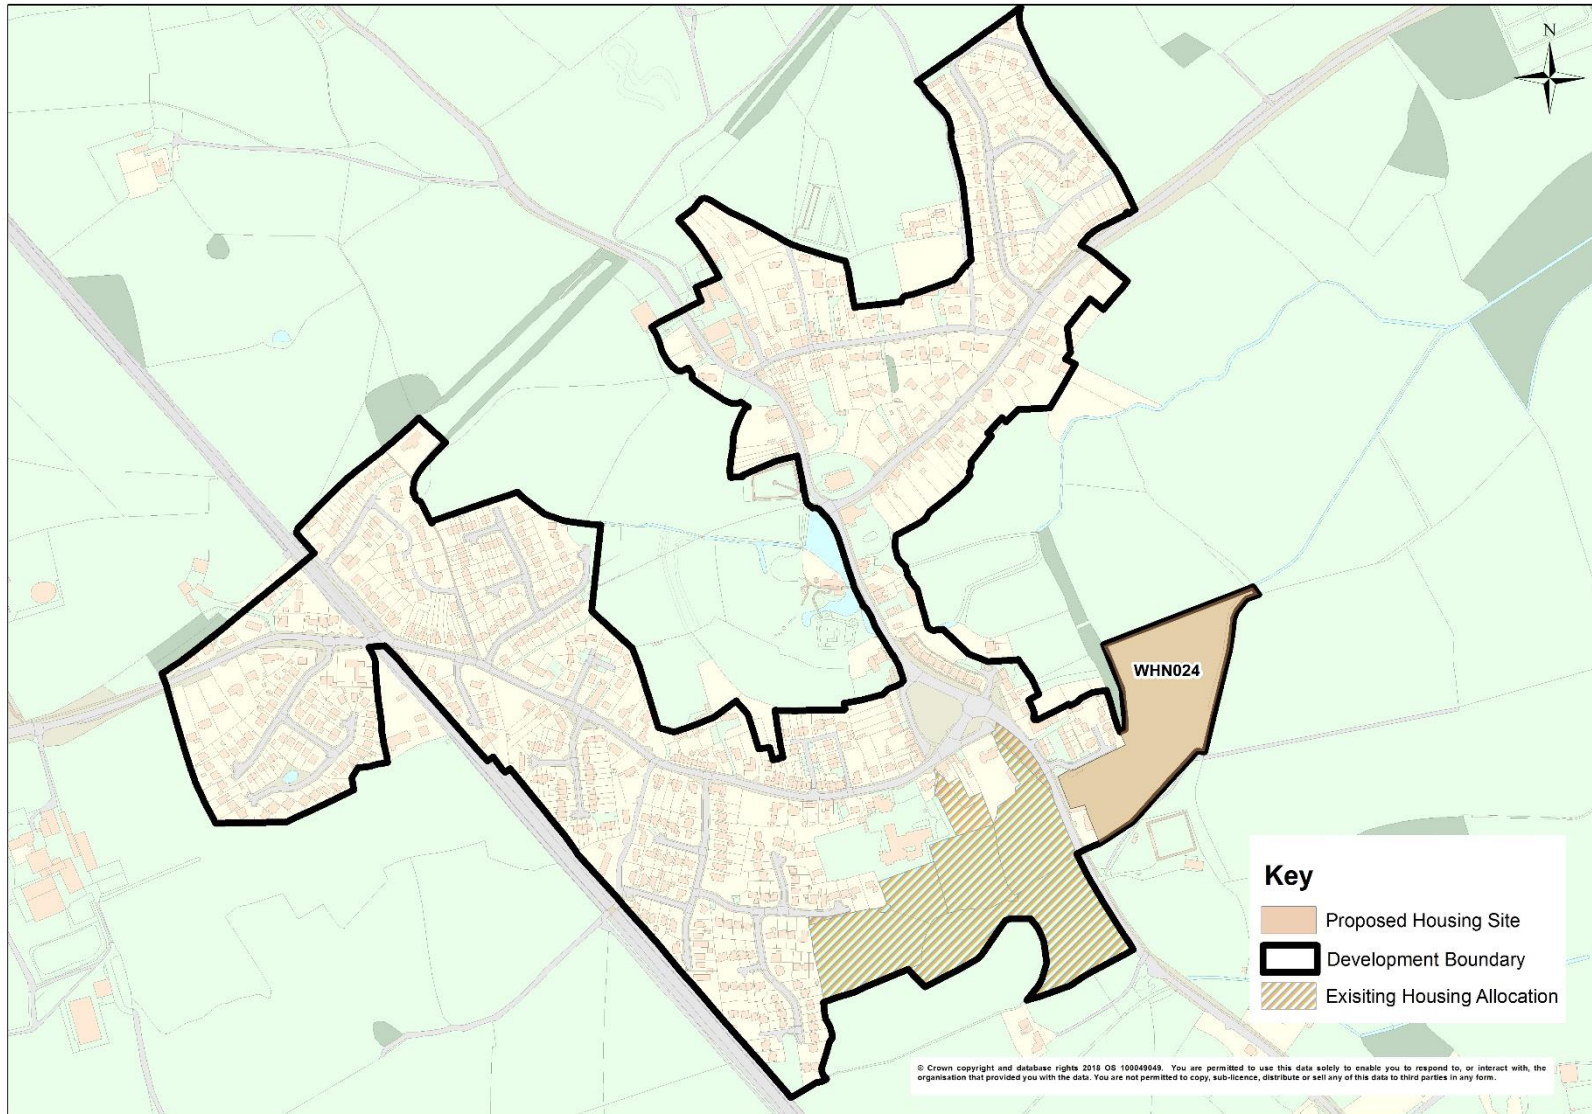 N
WHN024
Key
Proposed Housing Site
Development Boundary
Exisiting Housing Allocation
© Crown copyright and database rights 2018 OS 100049049. You are permitted to use this data solely to enable you to respond to, or interact with, the
organisation that provided you with the data. You are not permitted to copy, sub-licence, distribute or sell any of this data to third parties in any form.